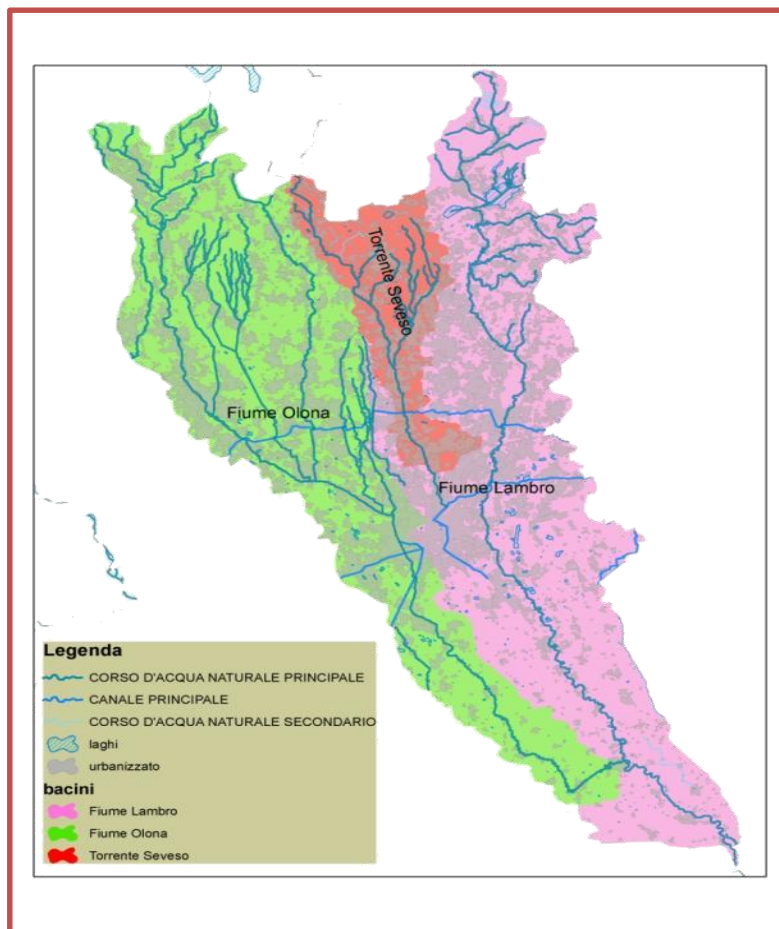 Torrente Seveso
Fiume Olona
Fiume Lambro
Legenda
CORSO D'ACQUA NATURALE PRINCIPALE
CANALE PRINCIPALE
CORSO D'ACQUA NATURALE SECONDARIO
laghi
urbanizzato
bacini
Fiume Lambro
Fiume Olona
Torrente Seveso